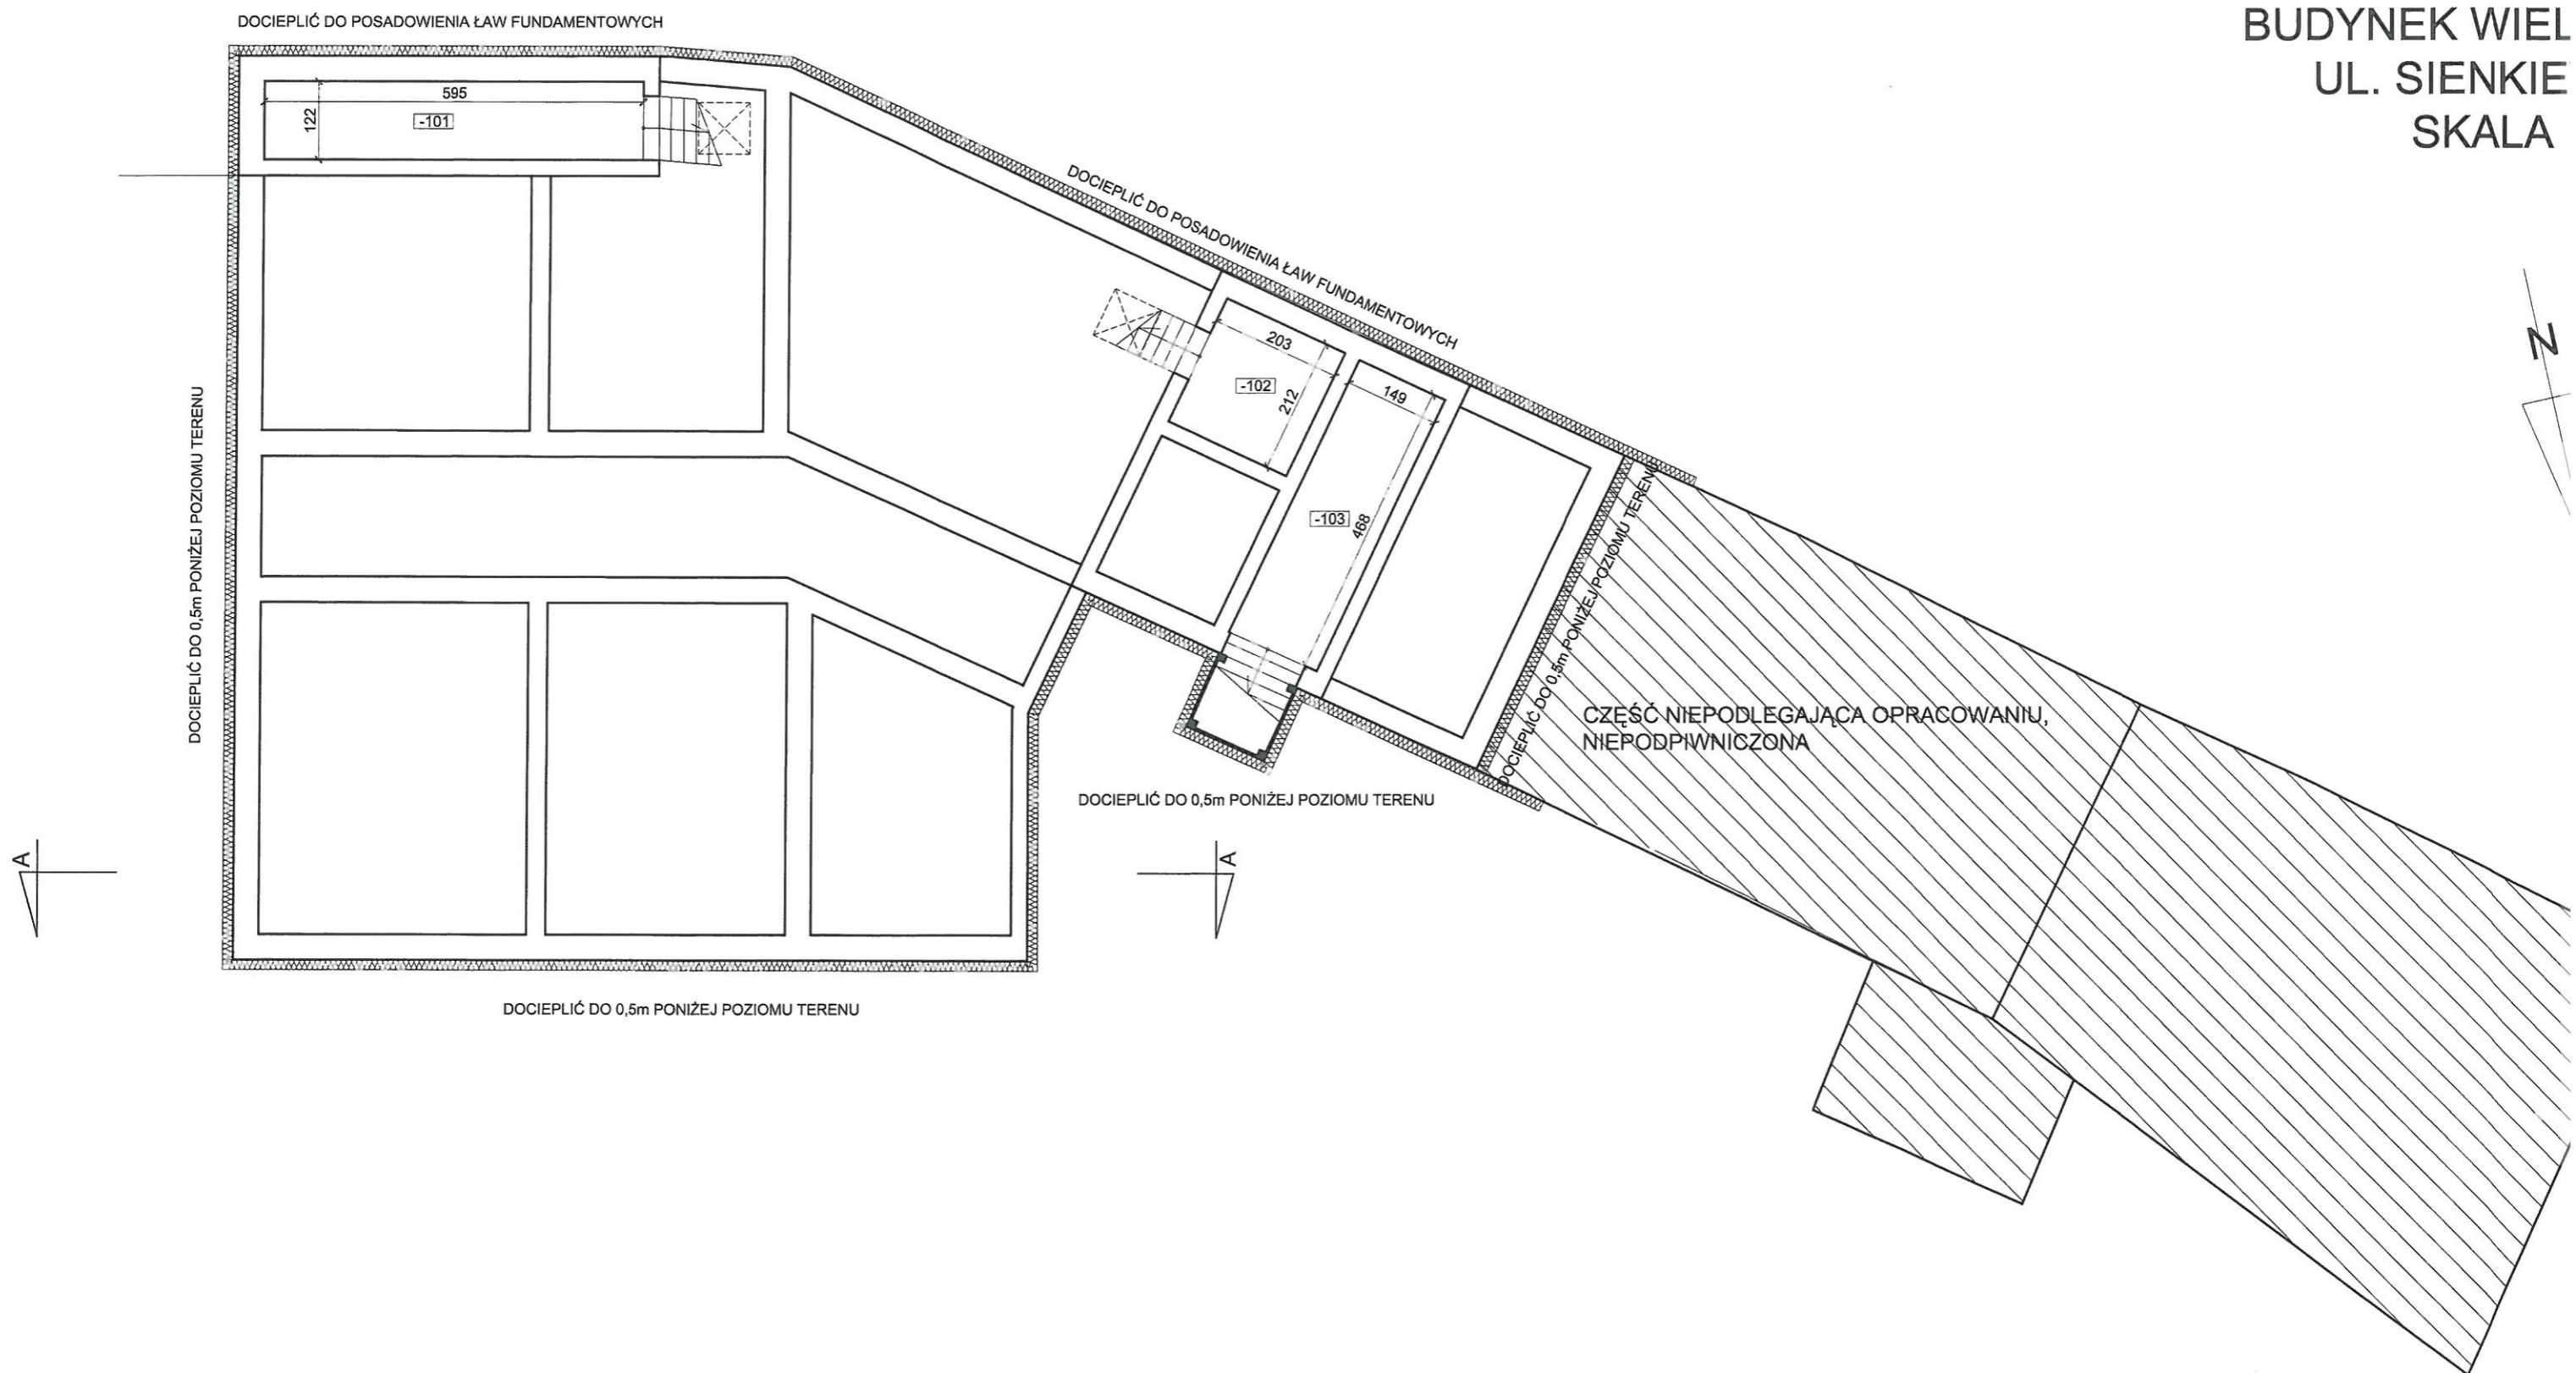 DOCIEPLIĆ DO POSADOWIENIA ŁAW FUNDAMENTOWYCH
BUDYNEK WIEL
UL. SIENKIE
SKALA
595
122
-101
DOCIEPLIĆ DO POSADOWIENIA ŁAW FUNDAMENTOWYCH
203
-102
212
149
-103
468
N
DOCIEPLIĆ DO 0,5m PONIŻEJ POZIOMU TERENU
DOCIEPLIĆ DO 0,5m PONIŻEJ POZIOMU TERENU
CZĘŚĆ NIEPODLEGAJĄCA OPRACOWANIU,
NIEPODPIWNICZONA
DOCIEPLIĆ DO 0,5m PONIŻEJ POZIOMU TERENU
A
A
DOCIEPLIĆ DO 0,5m PONIŻEJ POZIOMU TERENU